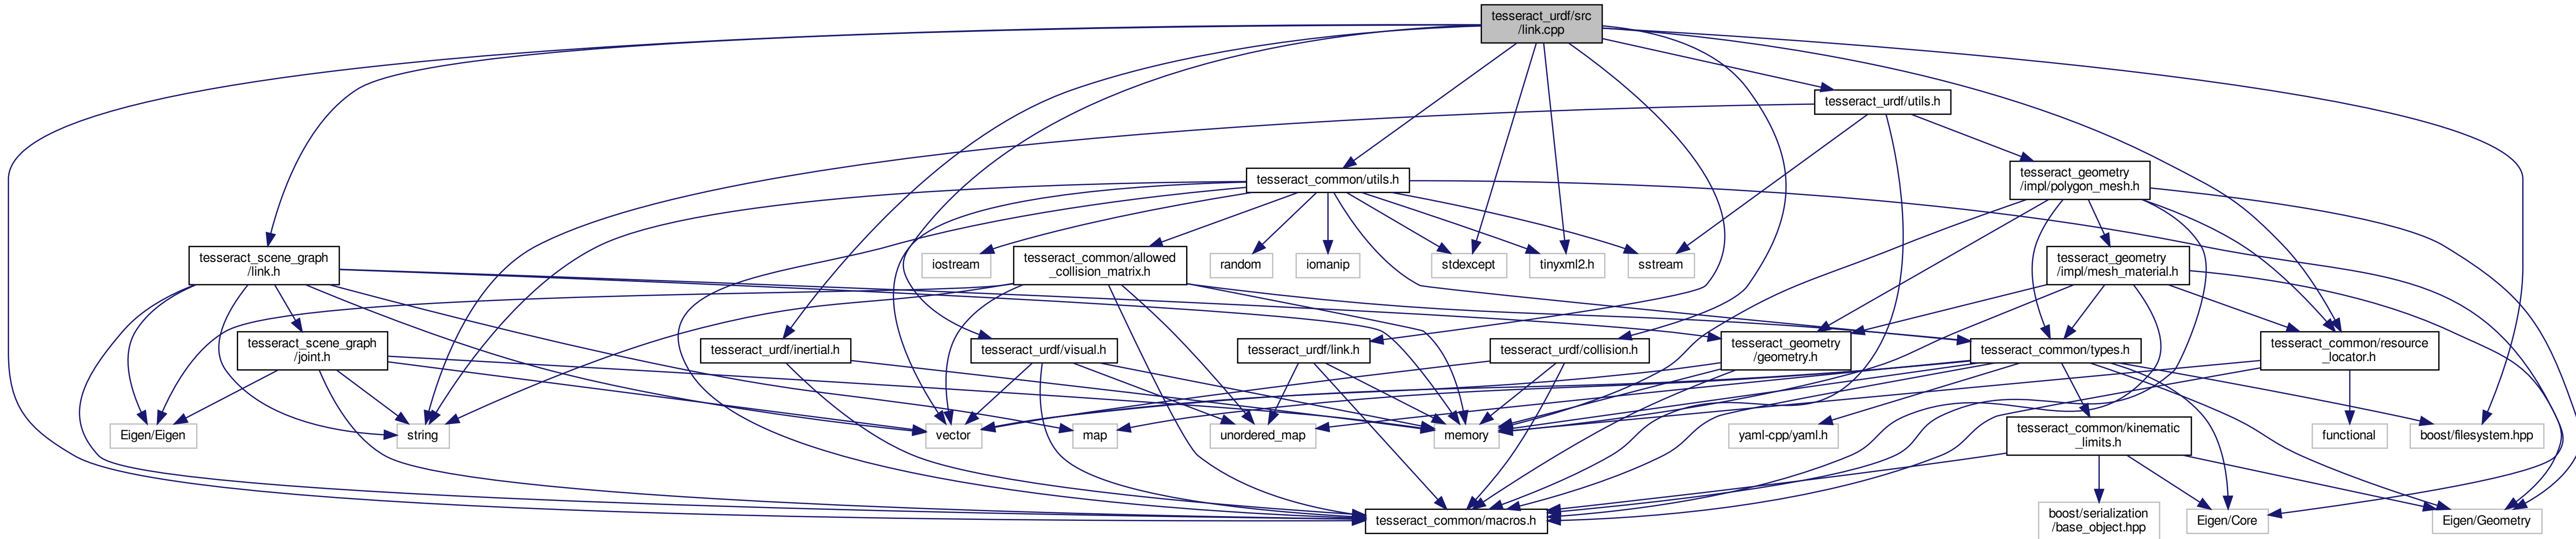 tesseract_urdf/src
/link.cpp
tesseract_urdf/utils.h
tesseract_common/utils.h
tesseract_geometry
/impl/polygon_mesh.h
tesseract_scene_graph
/link.h
iostream
tesseract_common/allowed
_collision_matrix.h
random
iomanip
stdexcept
tinyxml2.h
sstream
tesseract_geometry
/impl/mesh_material.h
tesseract_scene_graph
/joint.h
tesseract_urdf/inertial.h
tesseract_urdf/visual.h
tesseract_geometry
/geometry.h
tesseract_urdf/link.h
tesseract_urdf/collision.h
tesseract_common/types.h
tesseract_common/resource
_locator.h
Eigen/Eigen
string
vector
map
unordered_map
memory
yaml-cpp/yaml.h
tesseract_common/kinematic
_limits.h
functional
boost/filesystem.hpp
tesseract_common/macros.h
boost/serialization
/base_object.hpp
Eigen/Core
Eigen/Geometry